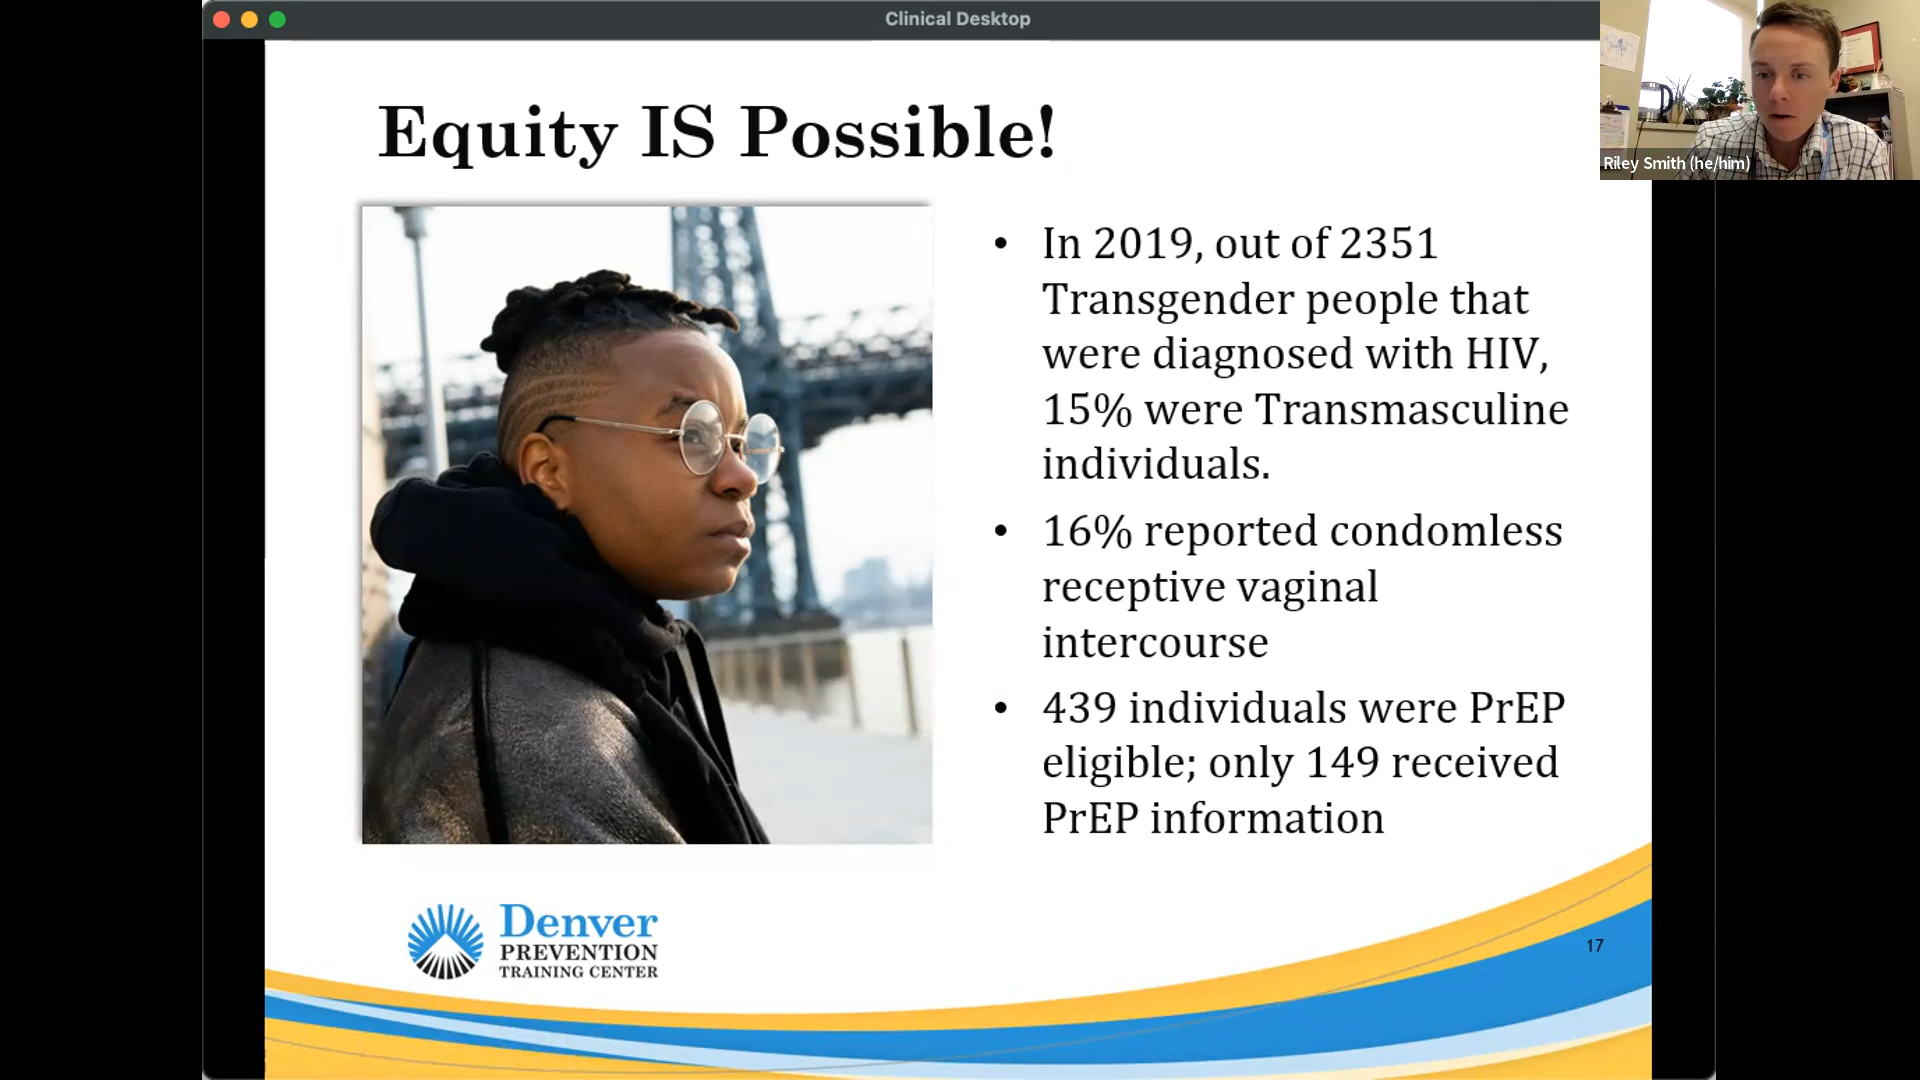 Clinical Desktop
Equity IS Possible!
Riley Smith (he/him)
• In 2019, out of 2351
Transgender people that
were diagnosed with HIV,
15% were Transmasculine
individuals.
• 16% reported condomless
receptive vaginal
intercourse
• 439 individuals were PrEP
eligible; only 149 received
PrEP information
Denver
PREVENTION
TRAINING CENTER
17